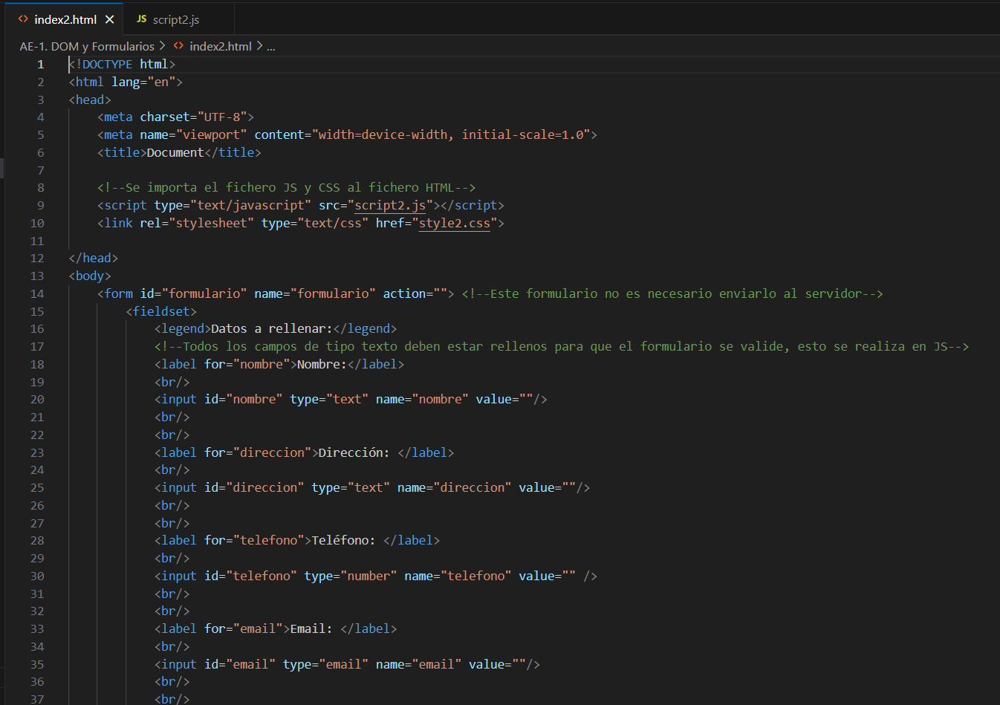 <> index2.html × JS script2.js
AE-1. DOM y Formularios > <> index2.html > ...
1 <!DOCTYPE html>
2 <html lang="en">
3 <head>
4 <meta charset="UTF-8">
5 <meta name="viewport" content="width=device-width, initial-scale=1.0">
6 <title>Document</title>
7
8 <!--Se importa el fichero JS y CSS al fichero HTML-->
9 <script type="text/javascript" src="script2.js"></script>
10 <link rel="stylesheet" type="text/css" href="style2.css">
11
12 </head>
13 <body>
14 <form id="formulario" name="formulario" action=""> <!--Este formulario no es necesario enviarlo al servidor-->
15 <fieldset>
16 <legend>Datos a rellenar:</legend>
17 <!--Todos los campos de tipo texto deben estar rellenos para que el formulario se valide, esto se realiza en JS-->
18 <label for="nombre">Nombre:</label>
19 <br/>
20 <input id="nombre" type="text" name="nombre" value=""/>
21 <br/>
22 <br/>
23 <label for="direccion">Dirección: </label>
24 <br/>
25 <input id="direccion" type="text" name="direccion" value=""/>
26 <br/>
27 <br/>
28 <label for="telefono">Teléfono: </label>
29 <br/>
30 <input id="telefono" type="number" name="telefono" value="" />
31 <br/>
32 <br/>
33 <label for="email">Email: </label>
34 <br/>
35 <input id="email" type="email" name="email" value=""/>
36 <br/>
37 <br/>